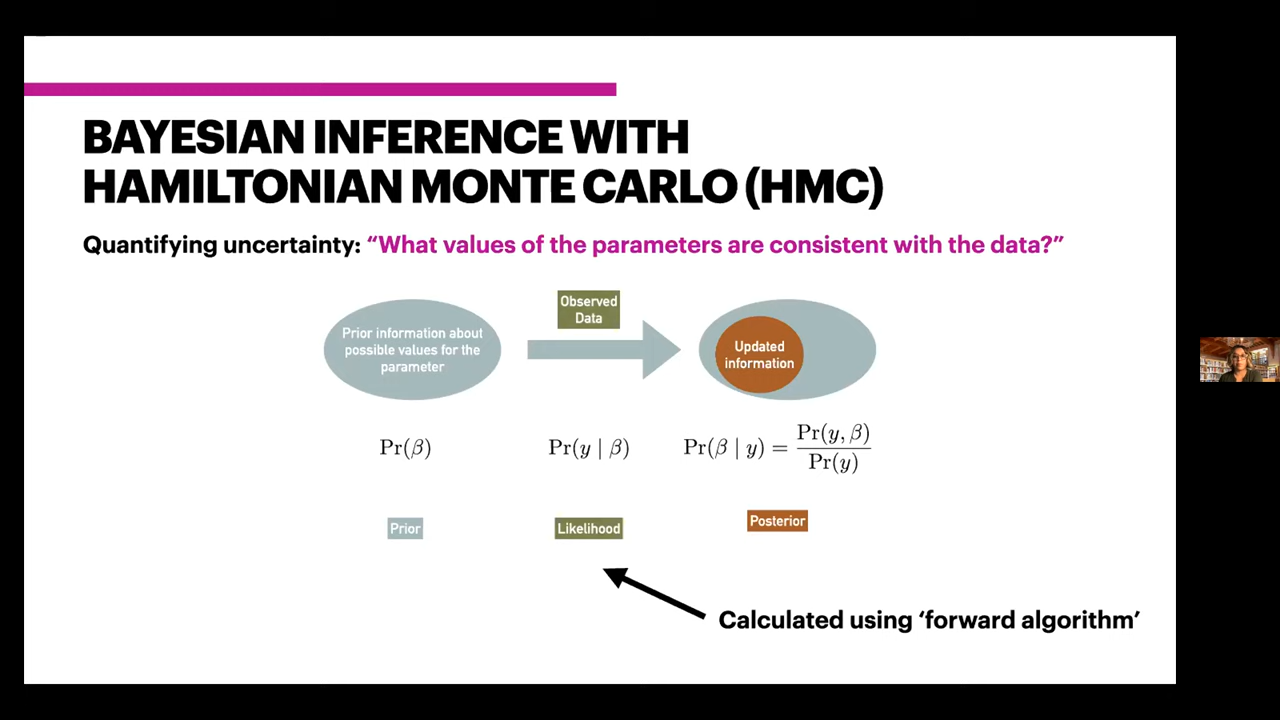 BAYESIAN INFERENCE WITH
HAMILTONIAN MONTE CARLO (HMC)
Quantifying uncertainty: “What values of the parameters are consistent with the data?”
Observed
Data
Prior information about
possible values for the
parameter
Updated
information
Pr(β)
Pr(y | β)
Pr(β | y) = Pr(y, β) / Pr(y)
Prior
Likelihood
Posterior
Calculated using ‘forward algorithm’